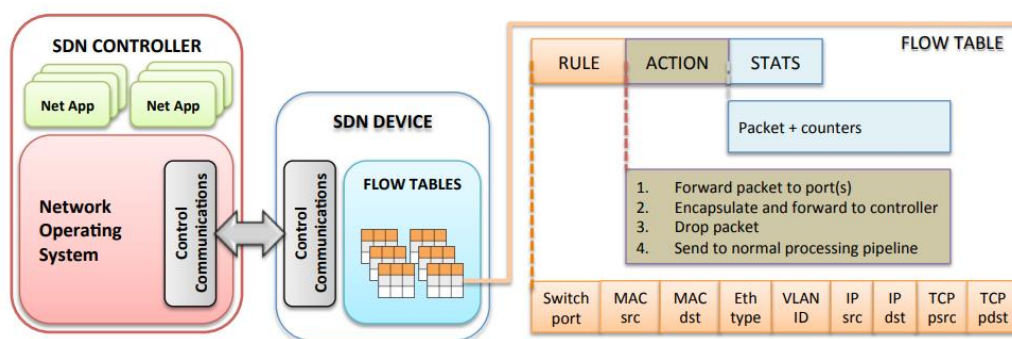 SDN CONTROLLER
Net App
Net App
Network
Operating
System
Control
Communications
SDN DEVICE
Control
Communications
FLOW TABLES
FLOW TABLE
RULE
ACTION
STATS
Packet + counters
1. Forward packet to port(s)
2. Encapsulate and forward to controller
3. Drop packet
4. Send to normal processing pipeline
Switch
port
MAC
src
MAC
dst
Eth
type
VLAN
ID
IP
src
IP
dst
TCP
psrc
TCP
pdst